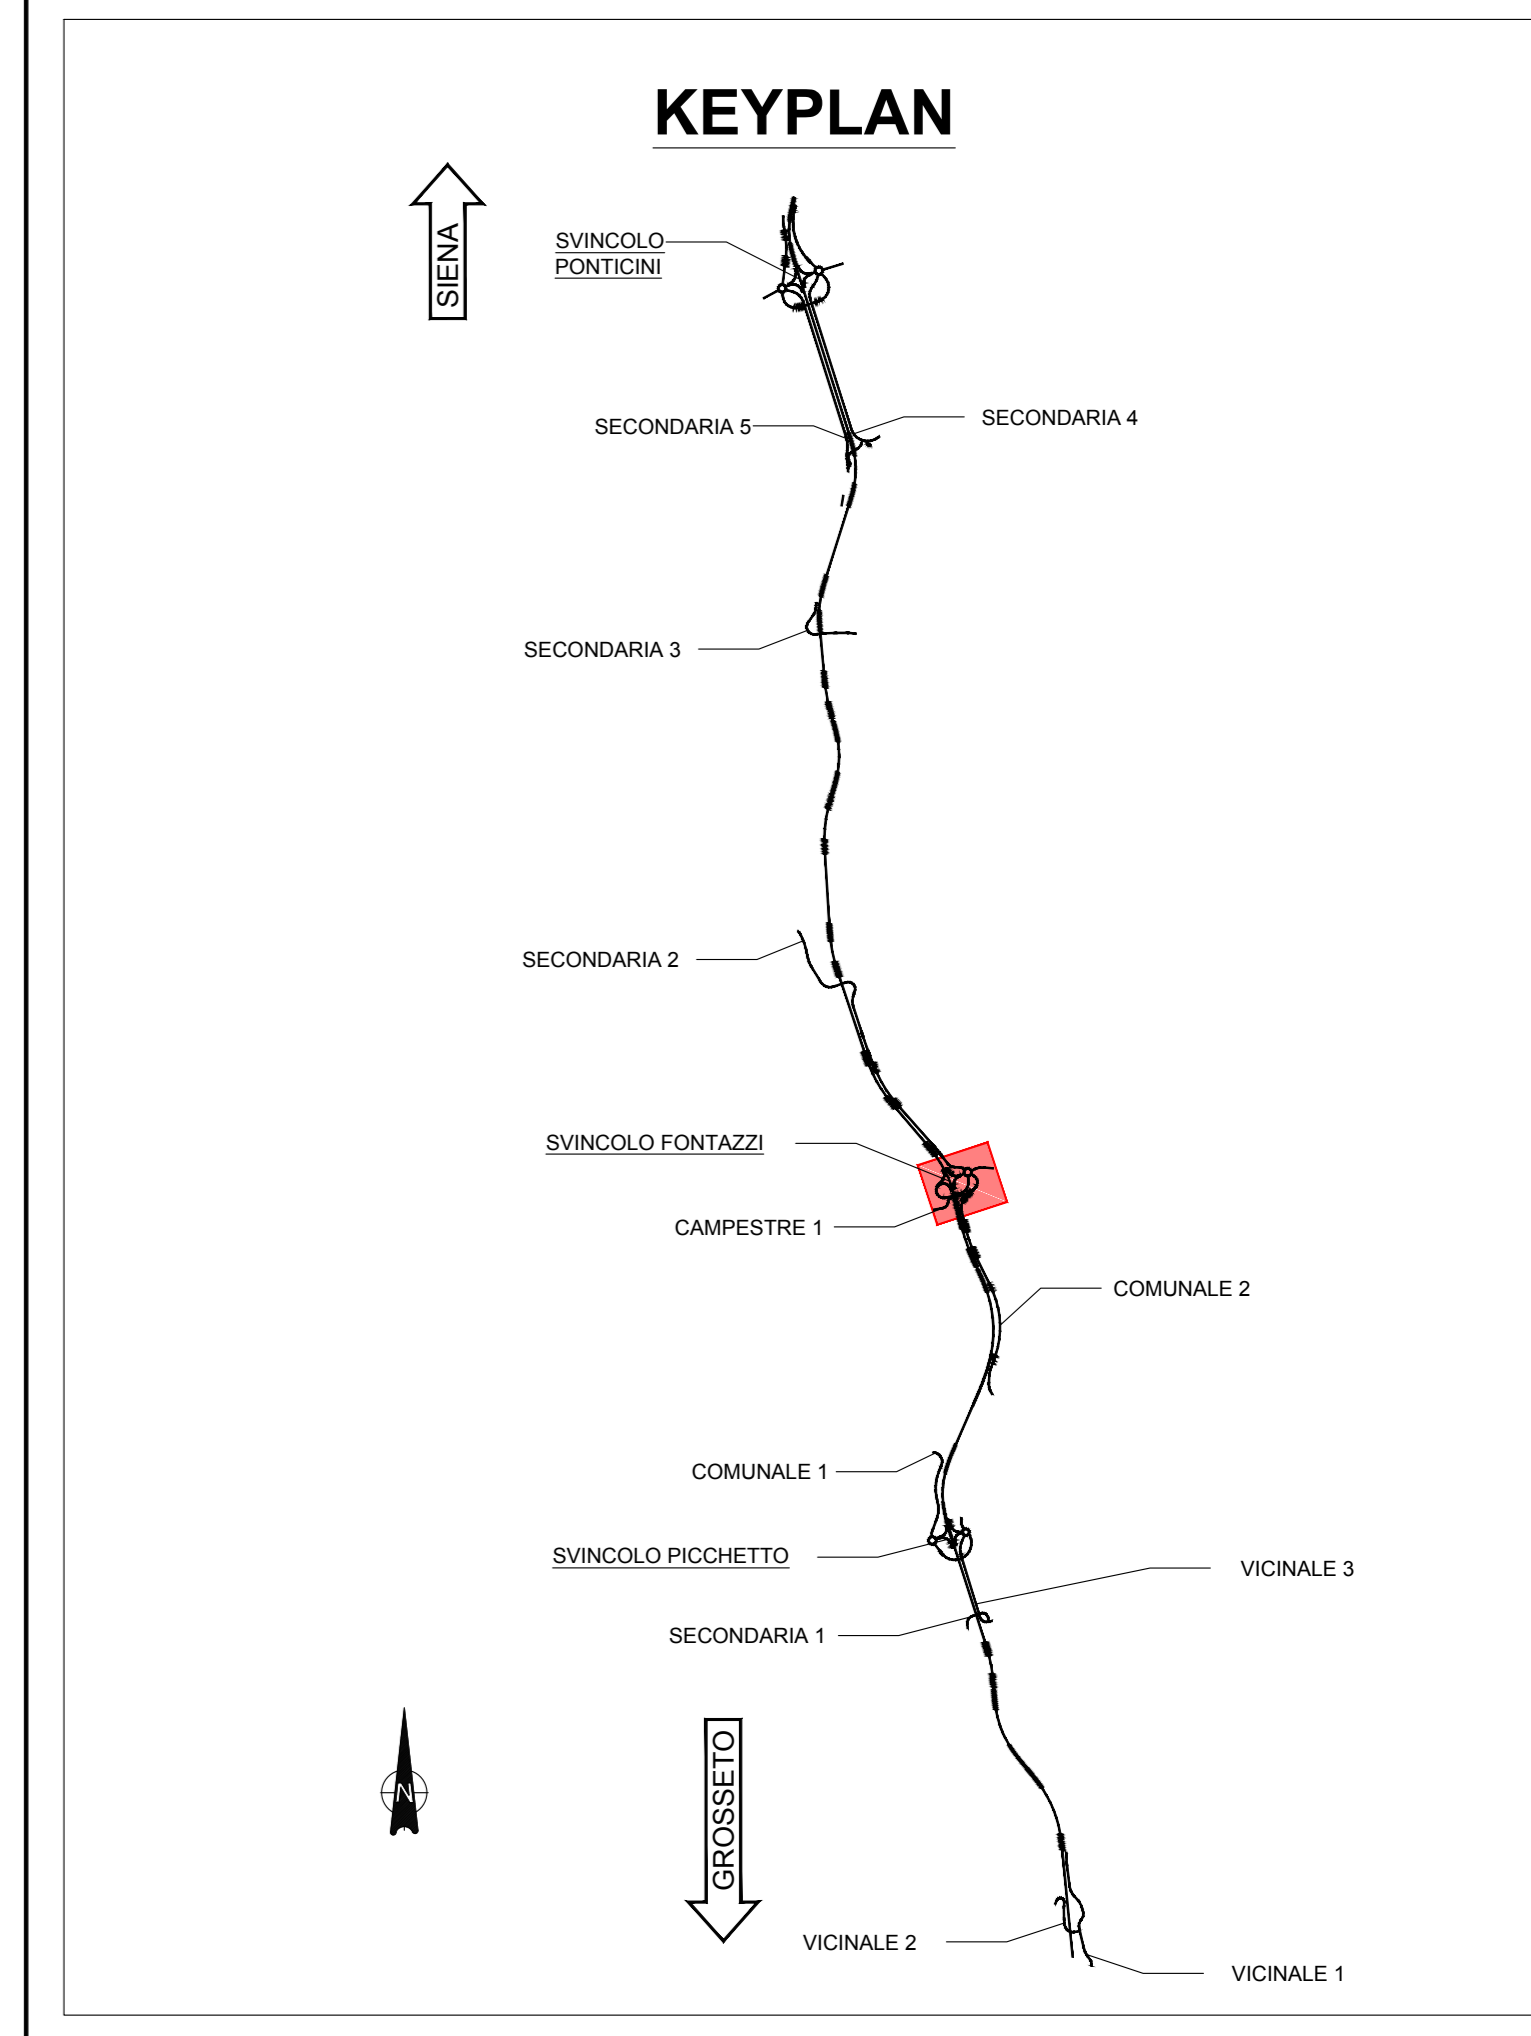 KEYPLAN
SIENA
SVINCOLO
PONTICINI
SECONDARIA 5
SECONDARIA 4
SECONDARIA 3
SECONDARIA 2
SVINCOLO FONTAZZI
CAMPESTRE 1
COMUNALE 2
COMUNALE 1
SVINCOLO PICCHETTO
VICINALE 3
SECONDARIA 1
N
GROSSETO
VICINALE 2
VICINALE 1